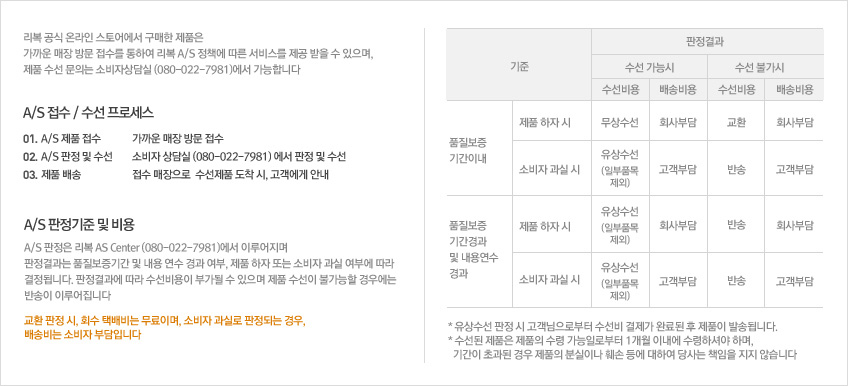 리복 공식 온라인 스토어에서 구매한 제품은
가까운 매장 방문 접수를 통하여 리복 A/S 정책에 따른 서비스를 제공 받을 수 있으며,
제품 수선 문의는 소비자상담실 (080-022-7981)에서 가능합니다
A/S 접수 / 수선 프로세스
01. A/S 제품 접수 가까운 매장 방문 접수
02. A/S 판정 및 수선 소비자 상담실 (080-022-7981) 에서 판정 및 수선
03. 제품 배송 접수 매장으로 수선제품 도착 시, 고객에게 안내
A/S 판정기준 및 비용
A/S 판정은 리복 AS Center (080-022-7981)에서 이루어지며
판정결과는 품질보증기간 및 내용 연수 경과 여부, 제품 하자 또는 소비자 과실 여부에 따라
결정됩니다. 판정결과에 따라 수선비용이 부가될 수 있으며 제품 수선이 불가능할 경우에는
반송이 이루어집니다
교환 판정 시, 회수 택배비는 무료이며, 소비자 과실로 판정되는 경우,
배송비는 소비자 부담입니다
기준 판정결과
수선 가능시 수선 불가시
수선비용 배송비용 수선비용 배송비용
품질보증
기간이내
제품 하자 시 무상수선 회사부담 교환 회사부담
소비자 과실 시 유상수선
(일부품목
제외)
고객부담 반송 고객부담
품질보증
기간경과
및 내용연수
경과
제품 하자 시 유상수선
(일부품목
제외)
회사부담 반송 회사부담
소비자 과실 시 유상수선
(일부품목
제외)
고객부담 반송 고객부담
* 유상수선 판정 시 고객님으로부터 수선비 결제가 완료된 후 제품이 발송됩니다.
* 수선된 제품은 제품의 수령 가능일로부터 1개월 이내에 수령하셔야 하며,
기간이 초과된 경우 제품의 분실이나 훼손 등에 대하여 당사는 책임을 지지 않습니다